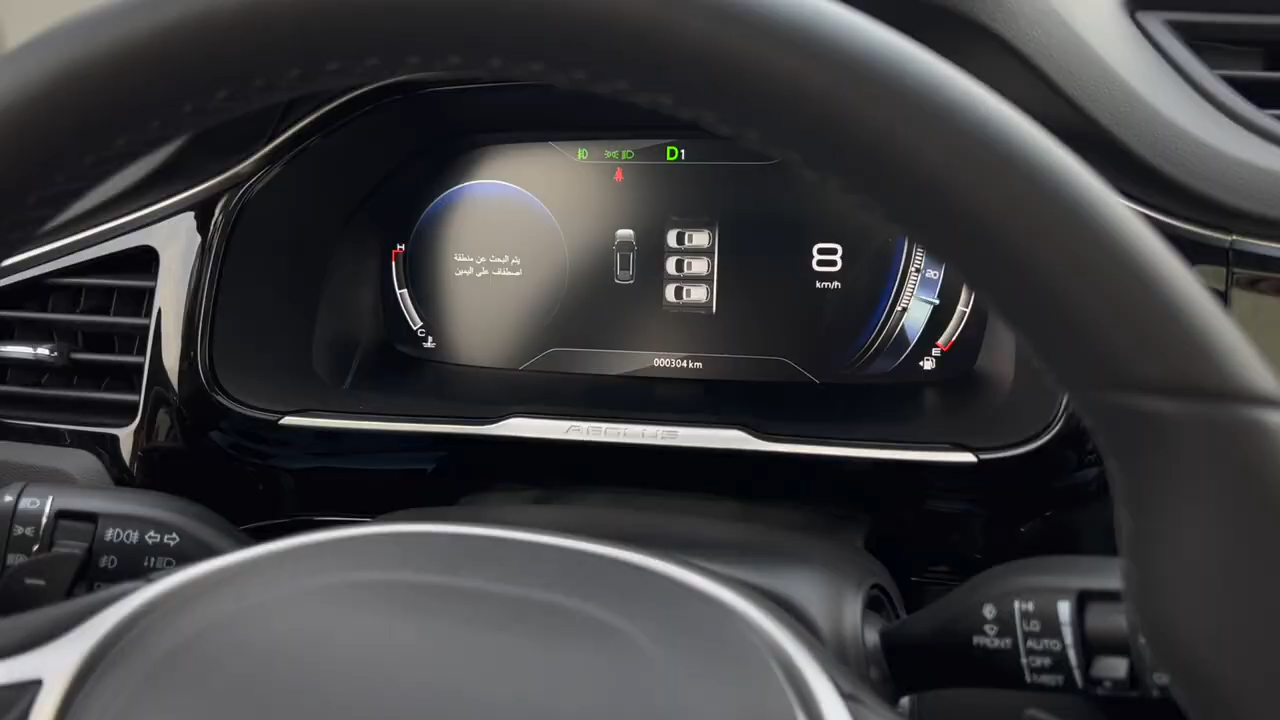 D1
H
يتم البحث عن منطقة
اصطفاف على اليمين
8
km/h
20
C
E
000304 km
AEOLUS
HI
LO
FRONT
AUTO
OFF
MIST